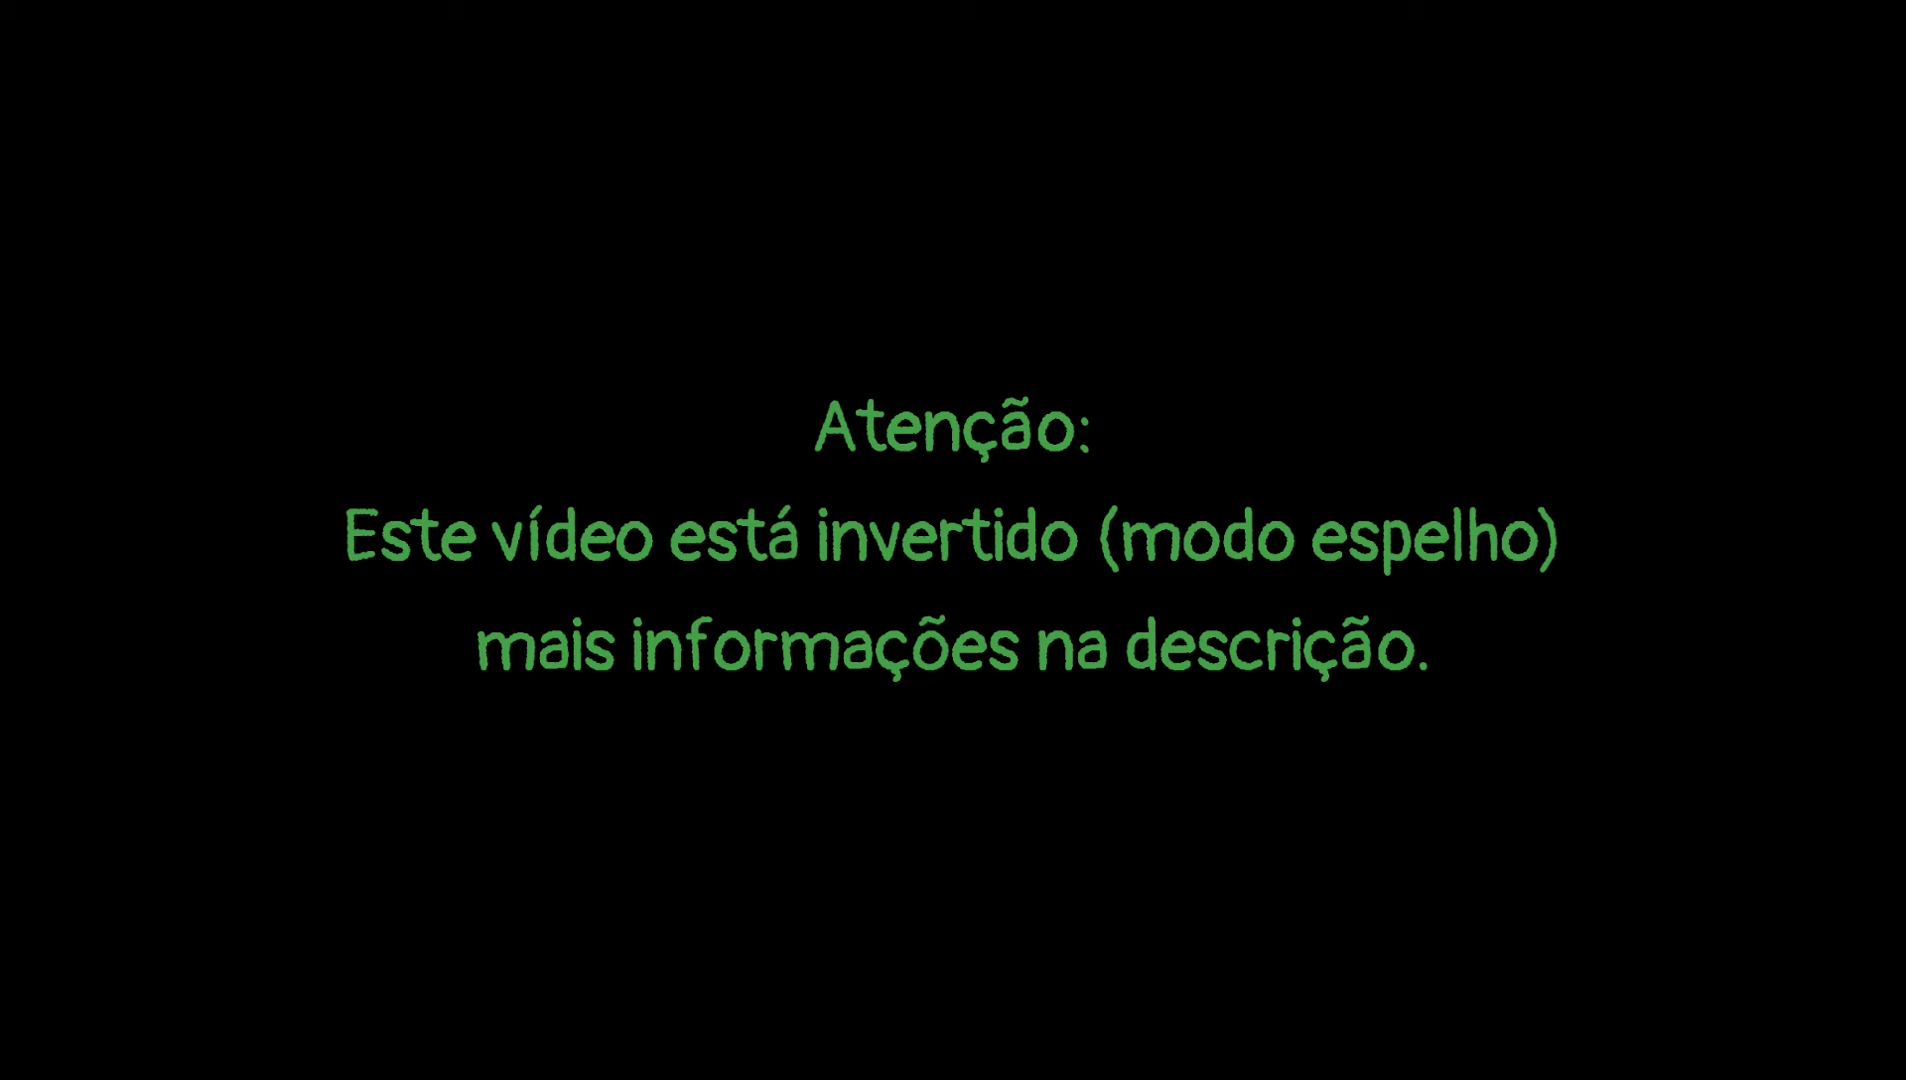 Atenção:
Este vídeo está invertido (modo espelho)
mais informações na descrição.